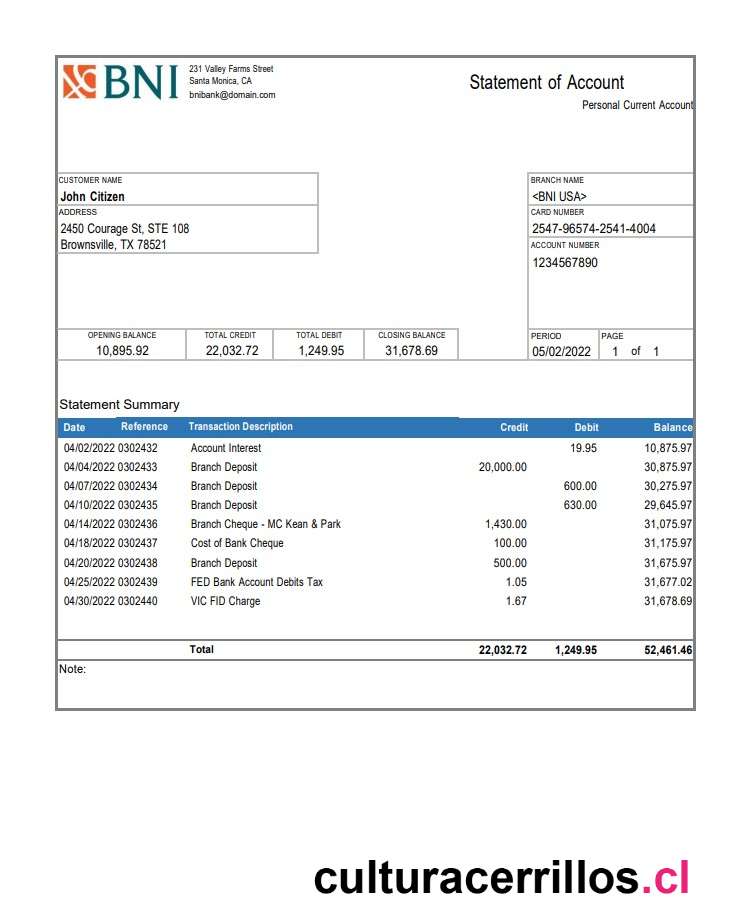 BNI
231 Valley Farms Street
Santa Monica, CA
bnibank@domain.com
Statement of Account
Personal Current Account
CUSTOMER NAME
John Citizen
ADDRESS
2450 Courage St, STE 108
Brownsville, TX 78521
BRANCH NAME
<BNI USA>
CARD NUMBER
2547-96574-2541-4004
ACCOUNT NUMBER
1234567890
OPENING BALANCE TOTAL CREDIT TOTAL DEBIT CLOSING BALANCE PERIOD PAGE
10,895.92 22,032.72 1,249.95 31,678.69 05/02/2022 1 of 1
Statement Summary
Date Reference Transaction Description Credit Debit Balance
04/02/2022 0302432 Account Interest 19.95 10,875.97
04/04/2022 0302433 Branch Deposit 20,000.00 30,875.97
04/07/2022 0302434 Branch Deposit 600.00 30,275.97
04/10/2022 0302435 Branch Deposit 630.00 29,645.97
04/14/2022 0302436 Branch Cheque - MC Kean & Park 1,430.00 31,075.97
04/18/2022 0302437 Cost of Bank Cheque 100.00 31,175.97
04/20/2022 0302438 Branch Deposit 500.00 31,675.97
04/25/2022 0302439 FED Bank Account Debits Tax 1.05 31,677.02
04/30/2022 0302440 VIC FID Charge 1.67 31,678.69
Total 22,032.72 1,249.95 52,461.46
Note:
culturacerrillos.cl